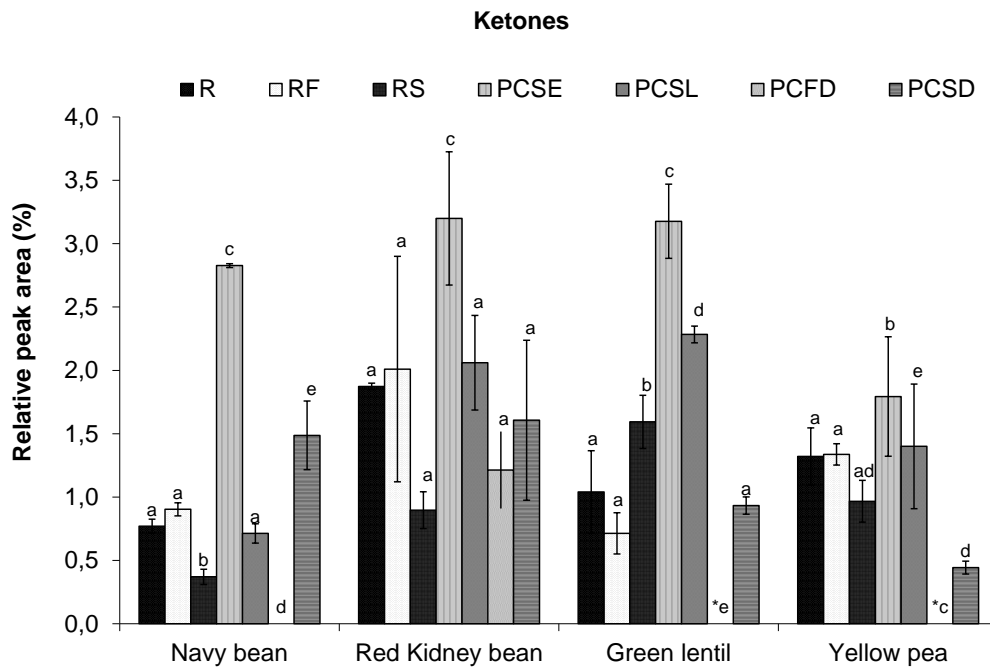 Ketones
R RF RS PCSE PCSL PCFD PCSD
Relative peak area (%)
4,0
3,5
3,0
2,5
2,0
1,5
1,0
0,5
0,0
a a b c a d e
a a a c a a a
a a b c d *e a
a a ad b e *c d
Navy bean Red Kidney bean Green lentil Yellow pea